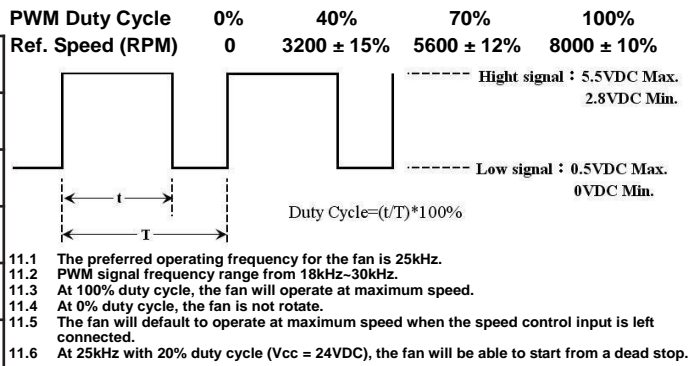 PWM Duty Cycle 0% 40% 70% 100%
Ref. Speed (RPM) 0 3200 ± 15% 5600 ± 12% 8000 ± 10%
Hight signal : 5.5VDC Max.
2.8VDC Min.
Low signal : 0.5VDC Max.
0VDC Min.
t
Duty Cycle=(t/T)*100%
T
11.1 The preferred operating frequency for the fan is 25kHz.
11.2 PWM signal frequency range from 18kHz~30kHz.
11.3 At 100% duty cycle, the fan will operate at maximum speed.
11.4 At 0% duty cycle, the fan is not rotate.
11.5 The fan will default to operate at maximum speed when the speed control input is left
connected.
11.6 At 25kHz with 20% duty cycle (Vcc = 24VDC), the fan will be able to start from a dead stop.